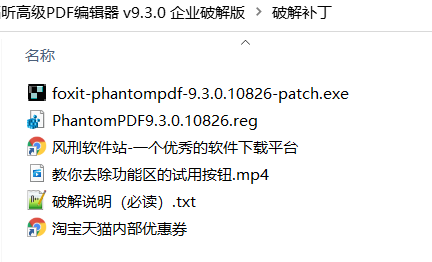 昕高级PDF编辑器 v9.3.0 企业破解版 > 破解补丁
名称
foxit-phantompdf-9.3.0.10826-patch.exe
PhantomPDF9.3.0.10826.reg
风刑软件站-一个优秀的软件下载平台
教你去除功能区的试用按钮.mp4
破解说明（必读）.txt
淘宝天猫内部优惠券